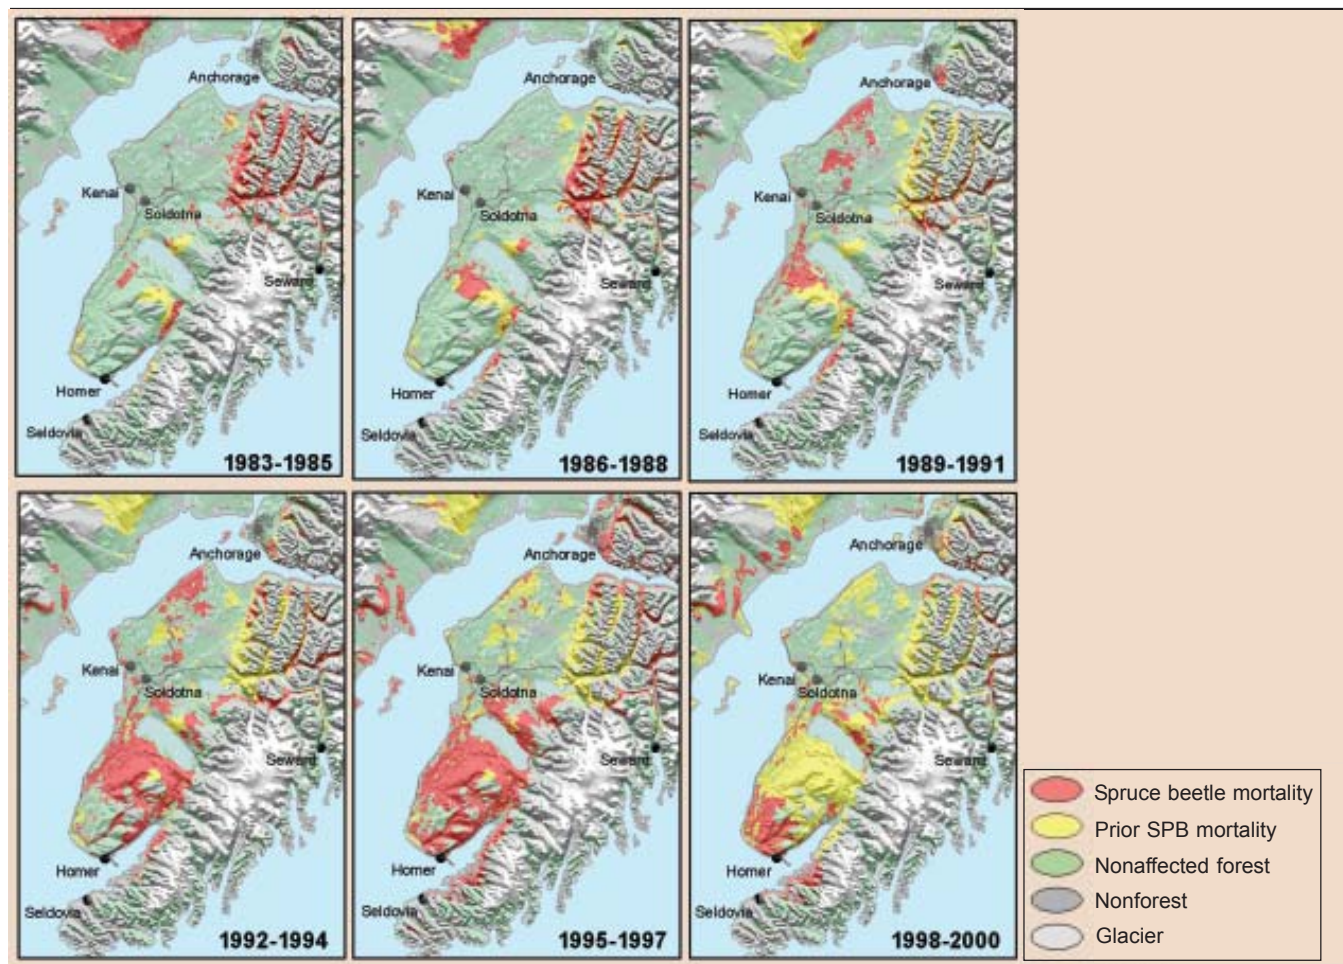 Anchorage
Kenai
Soldotna
Seward
Homer
Seldovia
1983-1985
Anchorage
Kenai
Soldotna
Seward
Homer
Seldovia
1986-1988
Anchorage
Kenai
Soldotna
Seward
Homer
Seldovia
1989-1991
Anchorage
Kenai
Soldotna
Seward
Homer
Seldovia
1992-1994
Anchorage
Kenai
Soldotna
Seward
Homer
Seldovia
1995-1997
Anchorage
Kenai
Soldotna
Seward
Homer
Seldovia
1998-2000
Spruce beetle mortality
Prior SPB mortality
Nonaffected forest
Nonforest
Glacier